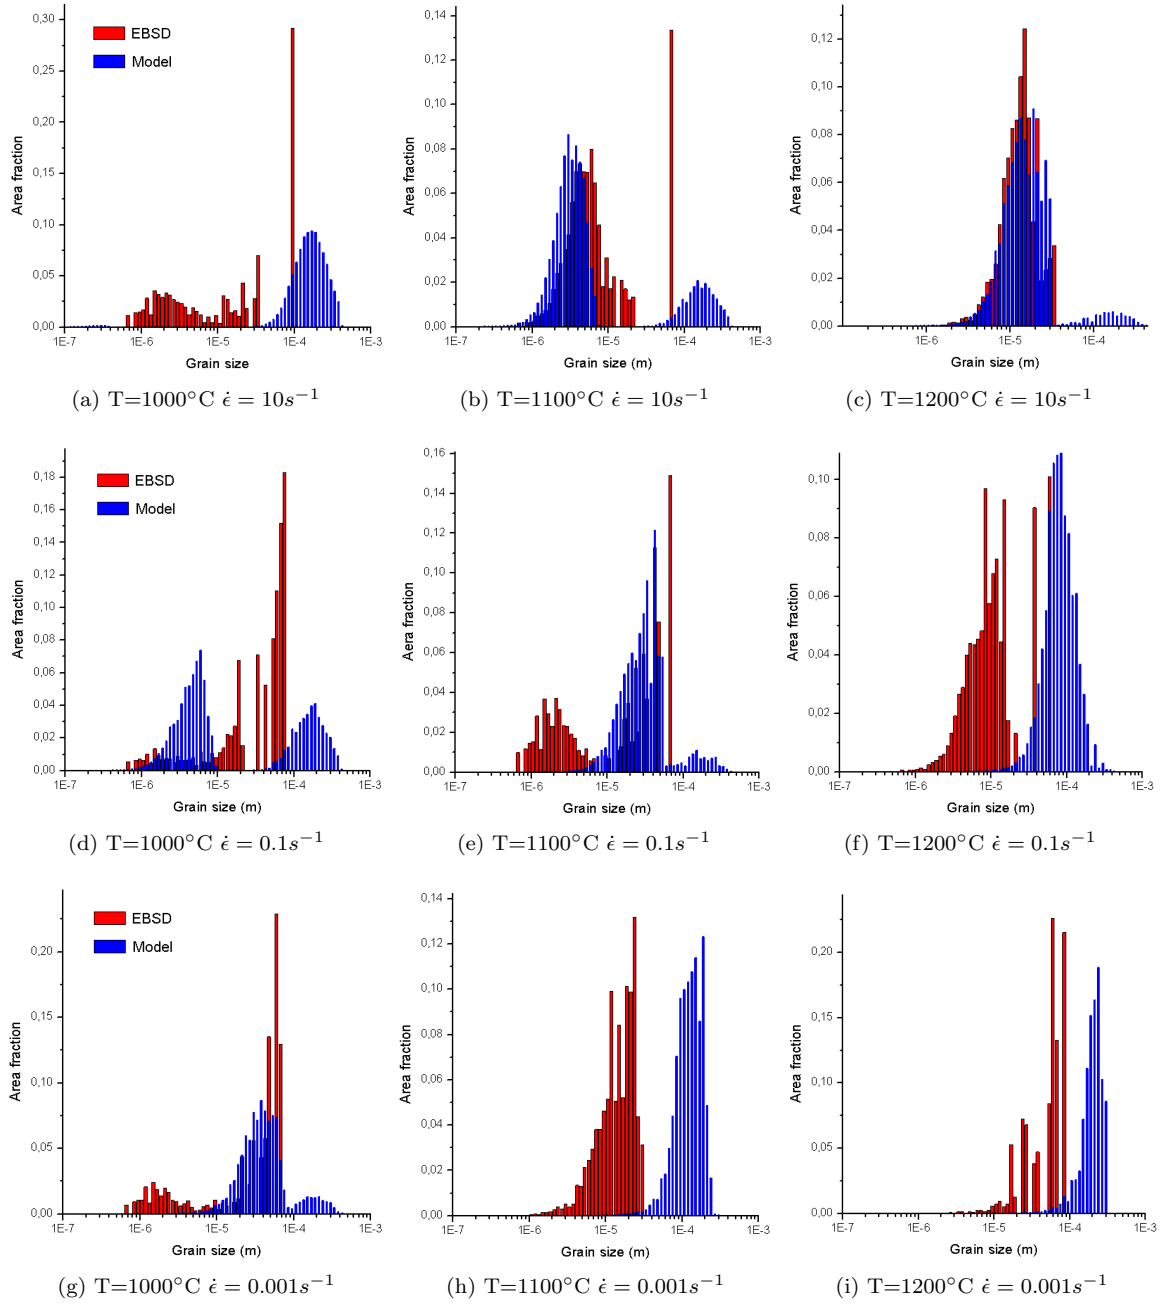 0,30
0,25
0,20
0,15
0,10
0,05
0,00
Area fraction
EBSD
Model
1E-7 1E-6 1E-5 1E-4 1E-3
Grain size
(a) T=1000°C ε̇ = 10s⁻¹
0,14
0,12
0,10
0,08
0,06
0,04
0,02
0,00
Area fraction
1E-7 1E-6 1E-5 1E-4 1E-3
Grain size (m)
(b) T=1100°C ε̇ = 10s⁻¹
0,12
0,10
0,08
0,06
0,04
0,02
0,00
Area fraction
1E-6 1E-5 1E-4
Grain size (m)
(c) T=1200°C ε̇ = 10s⁻¹
0,18
0,16
0,14
0,12
0,10
0,08
0,06
0,04
0,02
0,00
Area fraction
EBSD
Model
1E-7 1E-6 1E-5 1E-4 1E-3
Grain size (m)
(d) T=1000°C ε̇ = 0.1s⁻¹
0,16
0,14
0,12
0,10
0,08
0,06
0,04
0,02
0,00
Aera fraction
1E-7 1E-6 1E-5 1E-4 1E-3
Grain size (m)
(e) T=1100°C ε̇ = 0.1s⁻¹
0,10
0,08
0,06
0,04
0,02
0,00
Area fraction
1E-7 1E-6 1E-5 1E-4 1E-3
Grain size (m)
(f) T=1200°C ε̇ = 0.1s⁻¹
0,20
0,15
0,10
0,05
0,00
Area fraction
EBSD
Model
1E-7 1E-6 1E-5 1E-4 1E-3
Grain size (m)
(g) T=1000°C ε̇ = 0.001s⁻¹
0,14
0,12
0,10
0,08
0,06
0,04
0,02
0,00
Area fraction
1E-7 1E-6 1E-5 1E-4 1E-3
Grain size (m)
(h) T=1100°C ε̇ = 0.001s⁻¹
0,20
0,15
0,10
0,05
0,00
Area fraction
1E-7 1E-6 1E-5 1E-4 1E-3
Grain size (m)
(i) T=1200°C ε̇ = 0.001s⁻¹